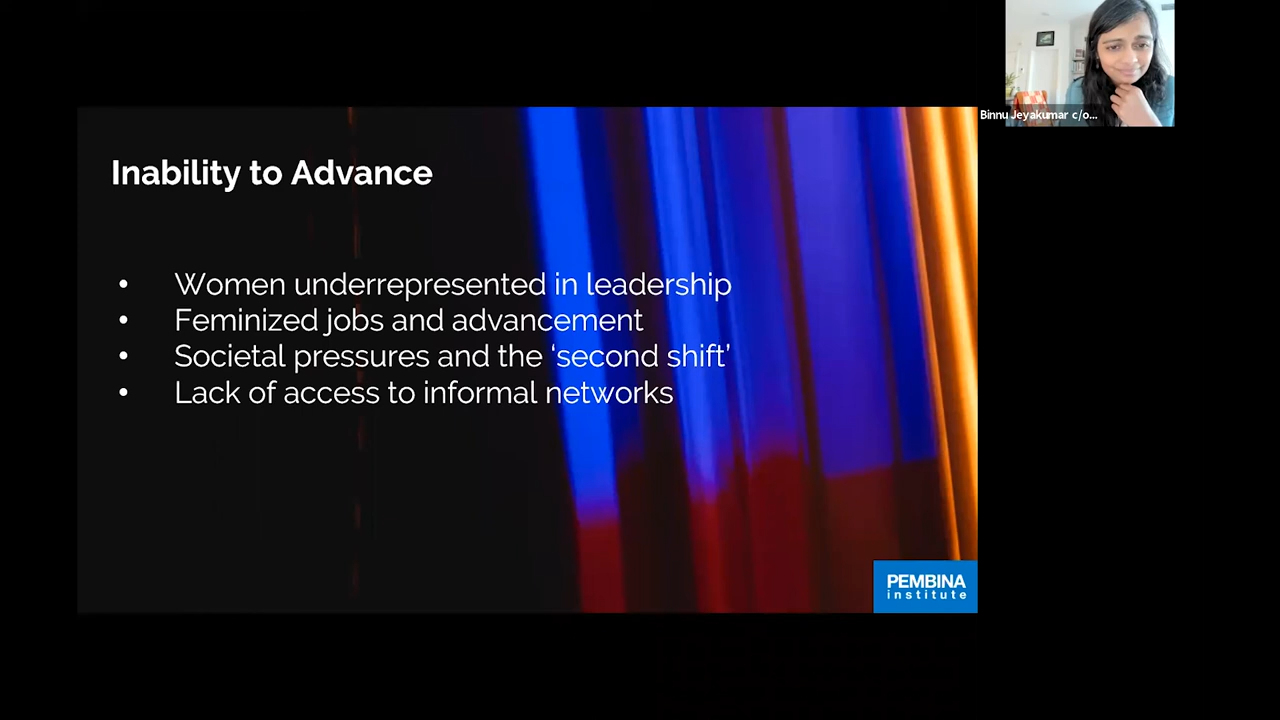 Binnu Jeyakumar c/o...
Inability to Advance
• Women underrepresented in leadership
• Feminized jobs and advancement
• Societal pressures and the ‘second shift’
• Lack of access to informal networks
PEMBINA
institute